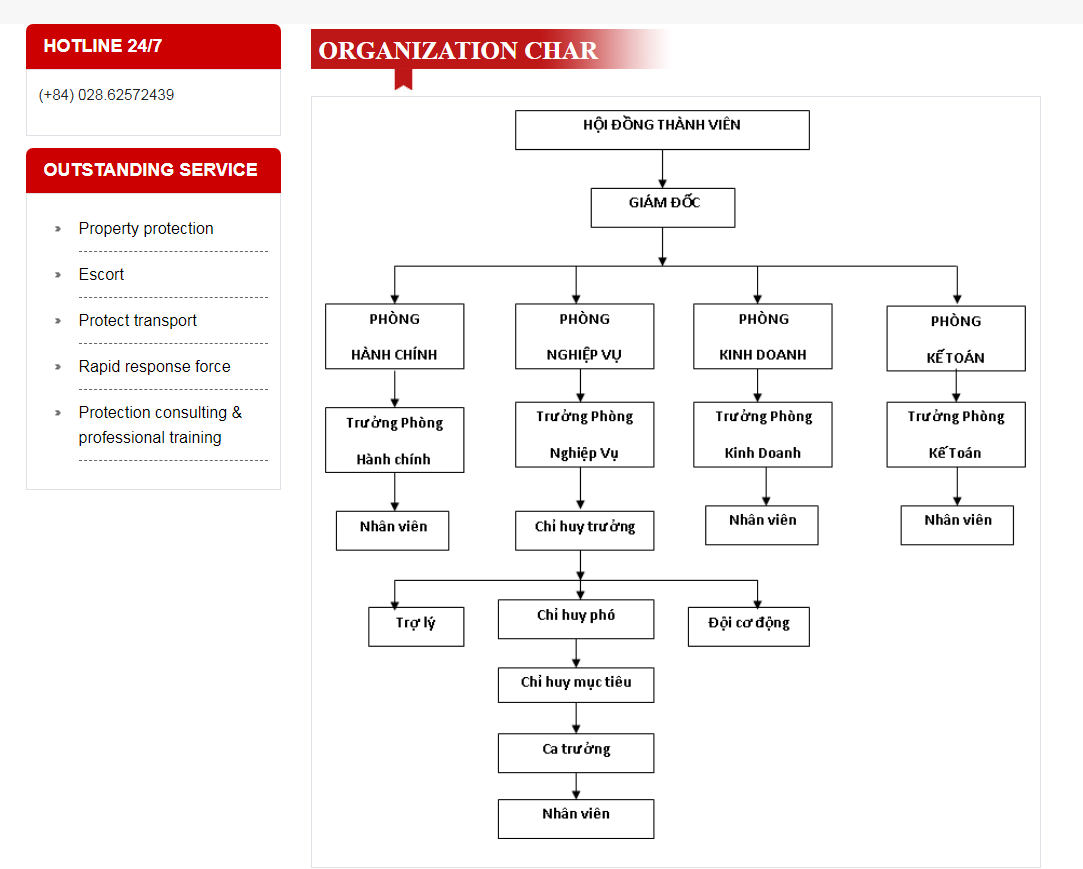 HOTLINE 24/7
(+84) 028.62572439
OUTSTANDING SERVICE
Property protection
Escort
Protect transport
Rapid response force
Protection consulting &
professional training
ORGANIZATION CHAR
HỘI ĐỒNG THÀNH VIÊN
GIÁM ĐỐC
PHÒNG
HÀNH CHÍNH
PHÒNG
NGHIỆP VỤ
PHÒNG
KINH DOANH
PHÒNG
KẾ TOÁN
Trưởng Phòng
Hành chính
Trưởng Phòng
Nghiệp Vụ
Trưởng Phòng
Kinh Doanh
Trưởng Phòng
Kế Toán
Nhân viên
Chỉ huy trưởng
Nhân viên
Nhân viên
Trợ lý
Chỉ huy phó
Đội cơ động
Chỉ huy mục tiêu
Ca trưởng
Nhân viên